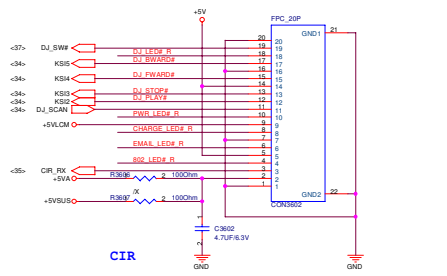 +5V
FPC_20P
GND1
21
20
20
<37>
DJ_SW#
19
19
DJ_LED#_R
18
18
<34>
KSI5
DJ_BWARD#
17
17
16
16
<34>
KSI4
DJ_FWARD#
15
15
14
14
<34>
KSI3
DJ_STOP#
13
13
<34>
KSI2
DJ_PLAY#
12
12
<34>
DJ_SCAN
11
11
PWR_LED#_R
10
10
+5VLCM
9
9
CHARGE_LED#_R
8
8
7
7
EMAIL_LED#_R
6
6
5
5
802_LED#_R
4
4
<35>
CIR_RX
3
3
+5VA
R3606
2
100Ohm
2
2
1
1
GND2
22
+5VSUS
R3607
/X
2
100Ohm
CON3602
1
C3602
4.7UF/6.3V
2
CIR
GND
GND